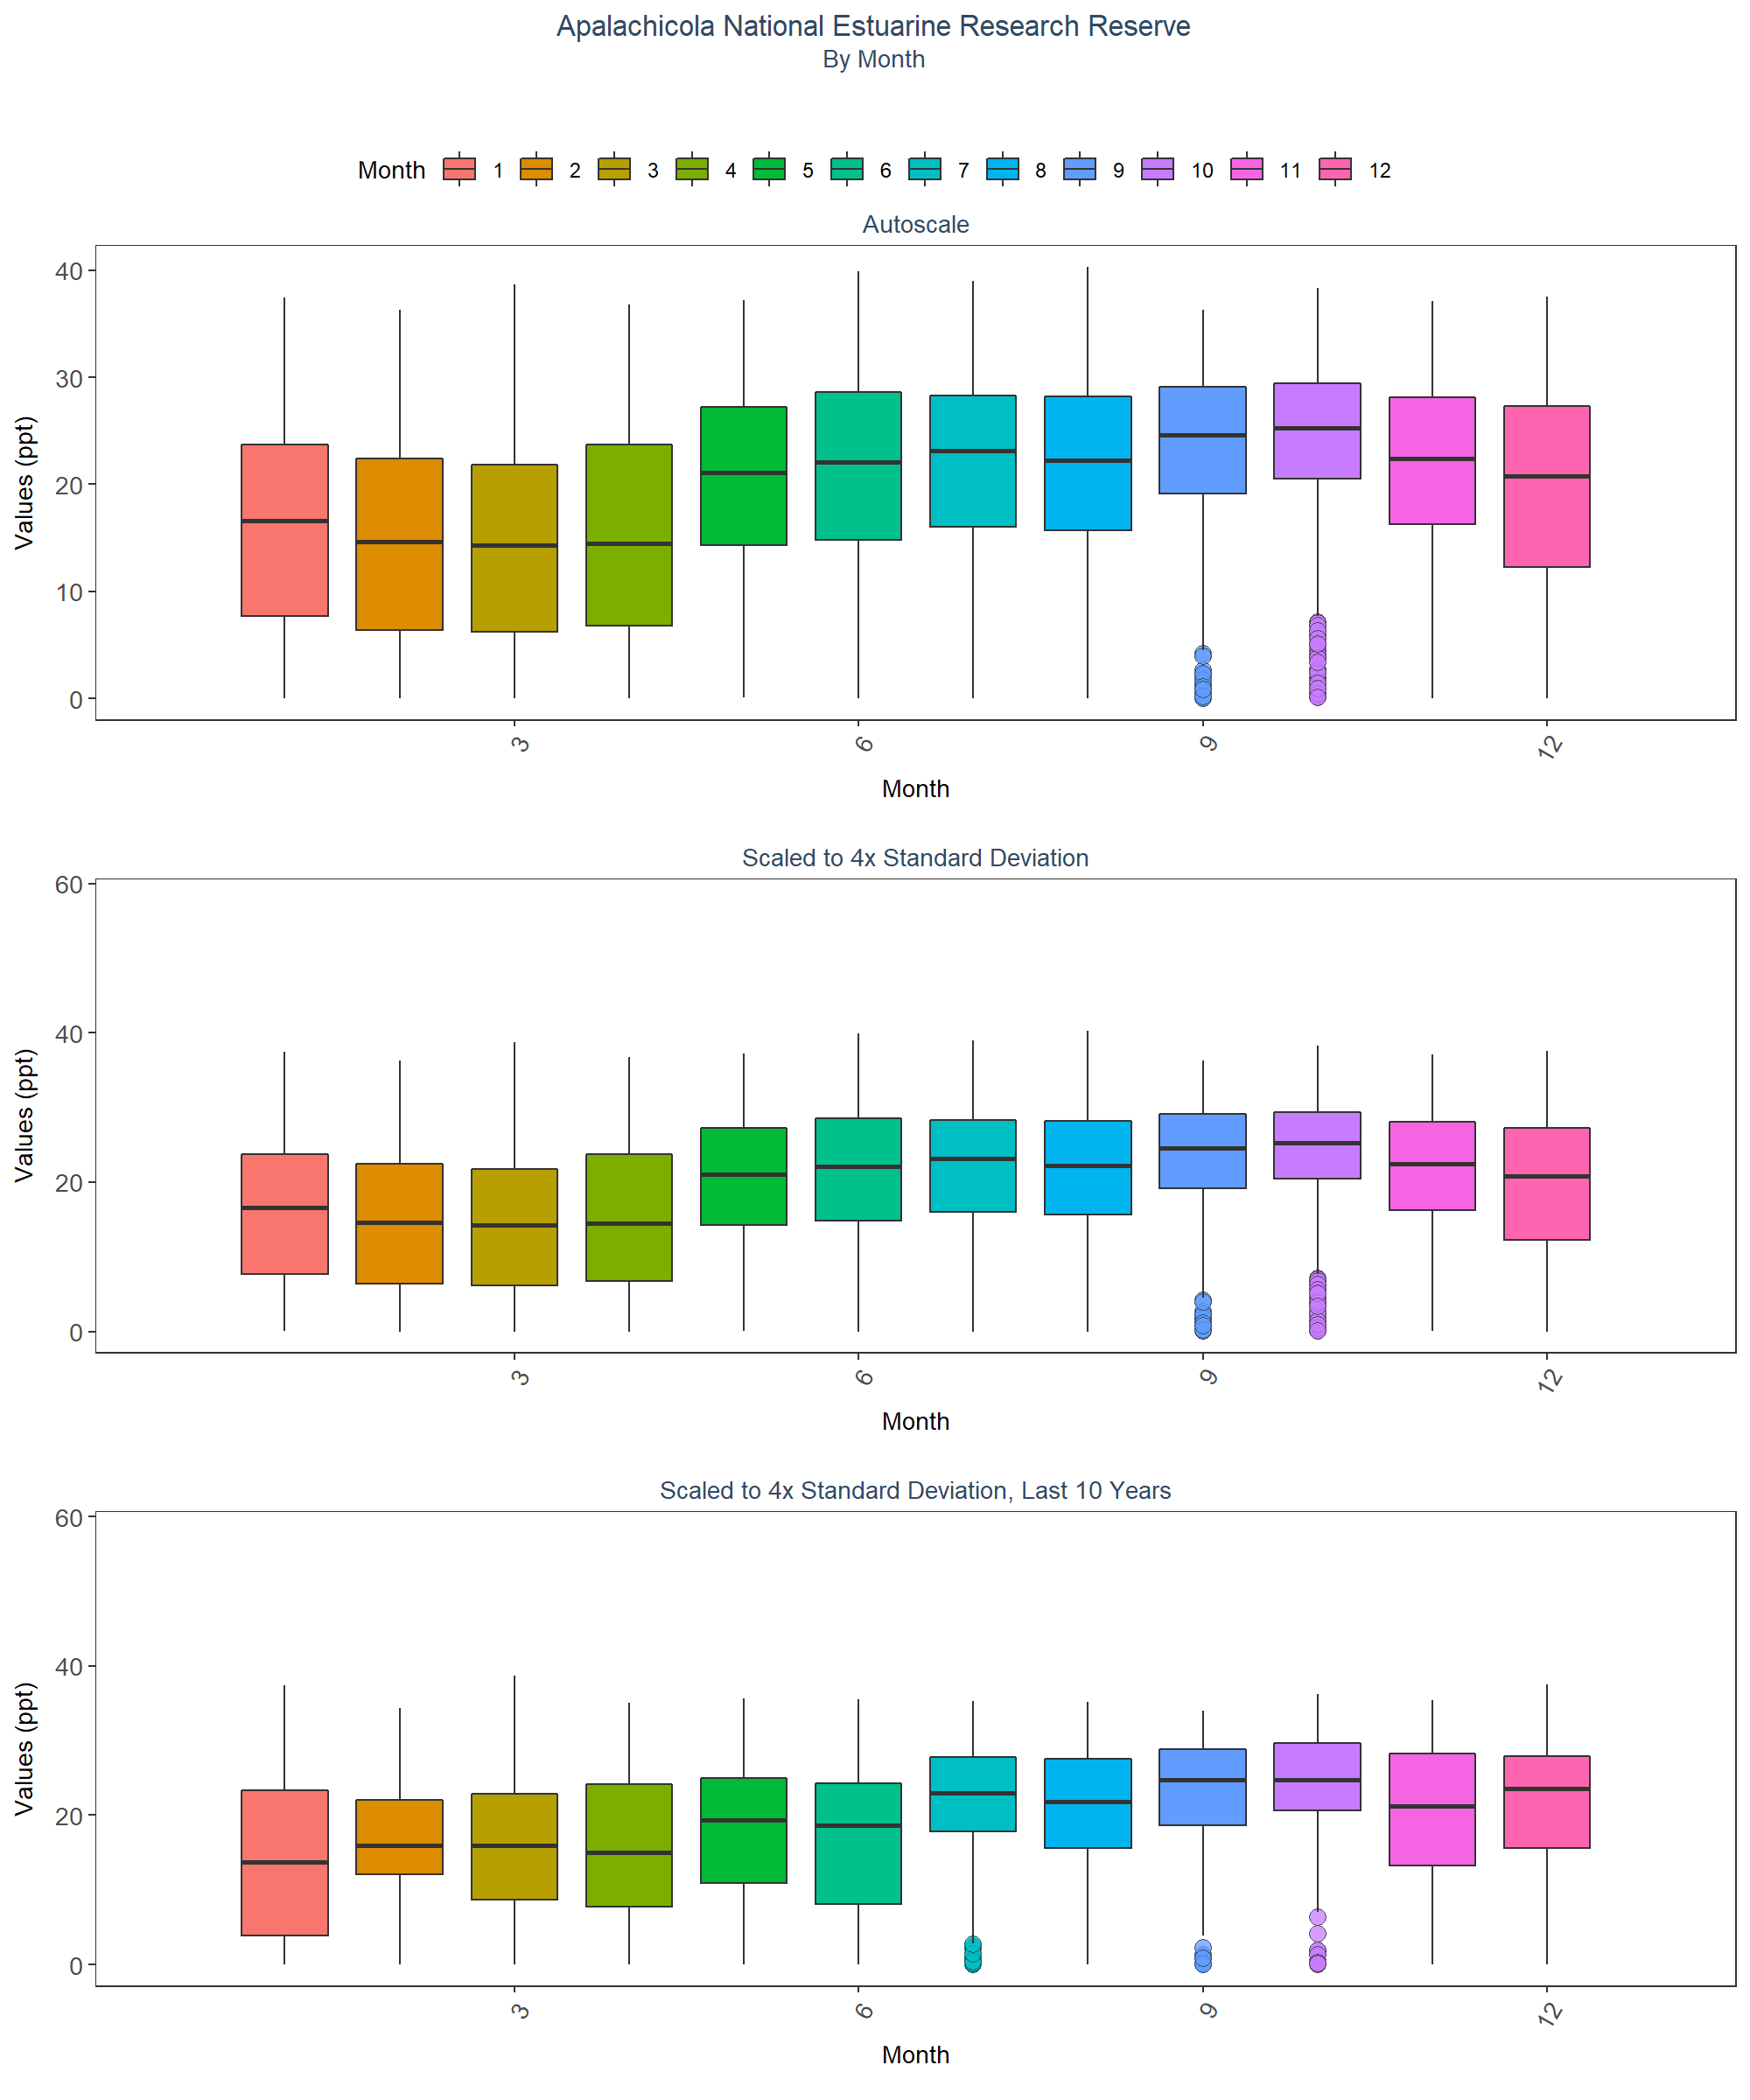 Apalachicola National Estuarine Research Reserve
By Month
Month 1 2 3 4 5 6 7 8 9 10 11 12
Autoscale
Values (ppt)
40
30
20
10
0
3 6 9 12
Month
Scaled to 4x Standard Deviation
Values (ppt)
60
40
20
0
3 6 9 12
Month
Scaled to 4x Standard Deviation, Last 10 Years
Values (ppt)
60
40
20
0
3 6 9 12
Month